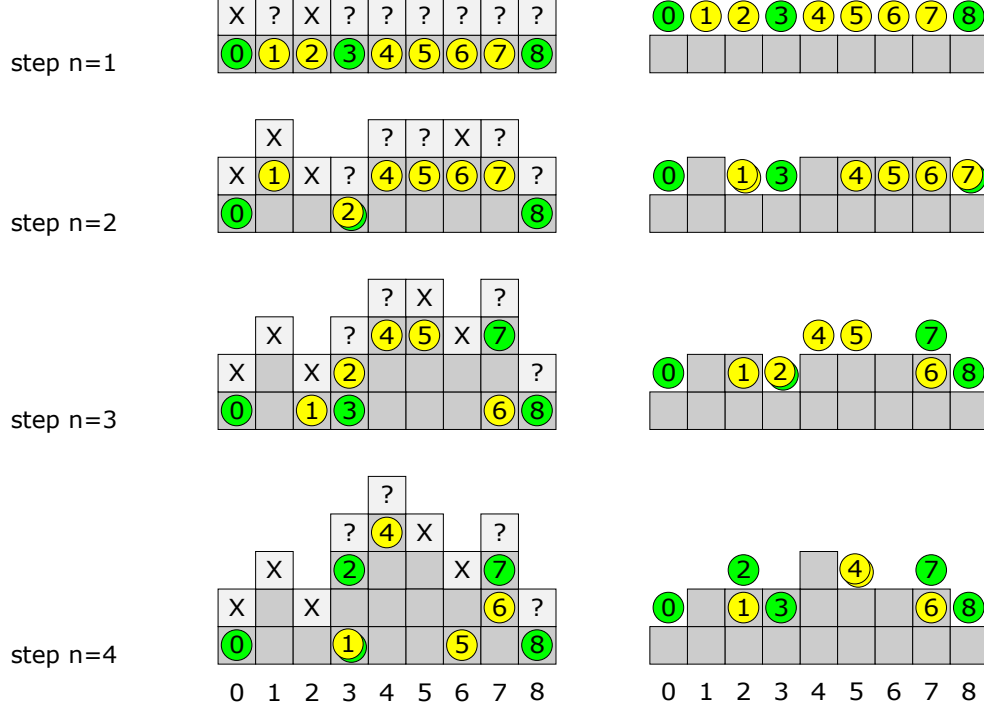 X ? X ? ? ? ? ? ? 0 1 2 3 4 5 6 7 8
step n=1 0 1 2 3 4 5 6 7 8
X ? ? X ?
X 1 X ? 4 5 6 7 ? 0 1 3 4 5 6 7
step n=2 0 2 8
? X ?
X ? 4 5 X 7 4 5 7
X X 2 ? 0 1 2 6 8
step n=3 0 1 3 6 8
?
? 4 X ?
X 2 X 7 2 4 7
X X 6 ? 0 1 3 6 8
step n=4 0 1 5 8
0 1 2 3 4 5 6 7 8 0 1 2 3 4 5 6 7 8